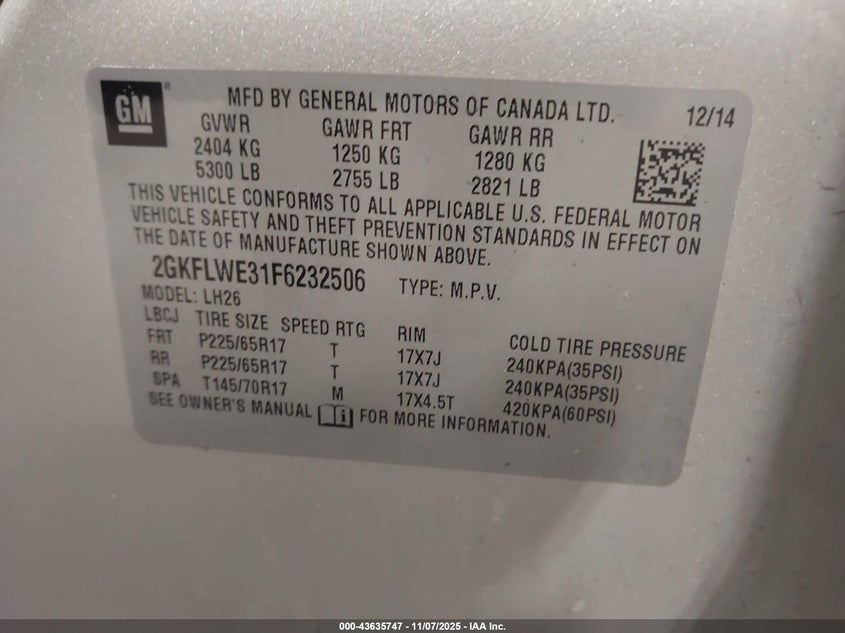 GM
MFD BY GENERAL MOTORS OF CANADA LTD. 12/14
GVWR GAWR FRT GAWR RR
2404 KG 1250 KG 1280 KG
5300 LB 2755 LB 2821 LB
THIS VEHICLE CONFORMS TO ALL APPLICABLE U.S. FEDERAL MOTOR
VEHICLE SAFETY AND THEFT PREVENTION STANDARDS IN EFFECT ON
THE DATE OF MANUFACTURE SHOWN ABOVE.
2GKFLWE31F6232506 TYPE: M.P.V.
MODEL: LH26
LBCJ TIRE SIZE SPEED RTG RIM COLD TIRE PRESSURE
FRT P225/65R17 T 17X7J 240KPA(35PSI)
RR P225/65R17 T 17X7J 240KPA(35PSI)
SPA T145/70R17 M 17X4.5T 420KPA(60PSI)
SEE OWNER'S MANUAL FOR MORE INFORMATION.
000-43635747 - 11/07/2025 - IAA Inc.